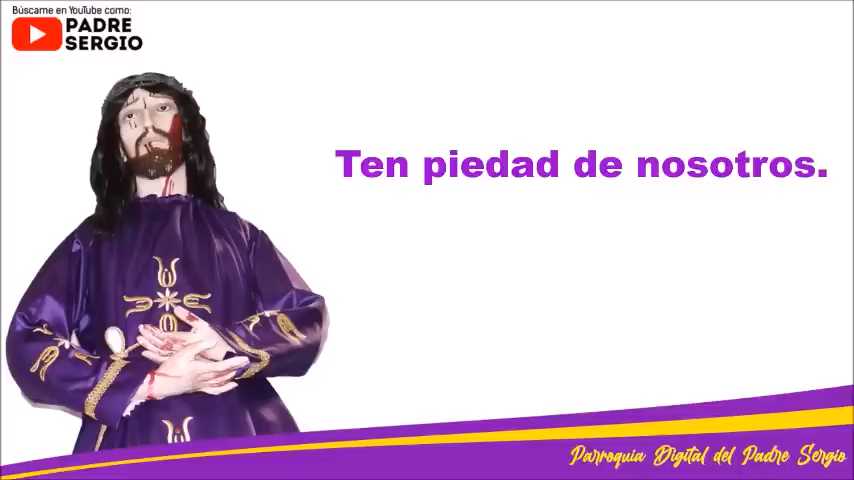 Búscame en YouTube como:
PADRE
SERGIO
Ten piedad de nosotros.
Parroquia Digital del Padre Sergio